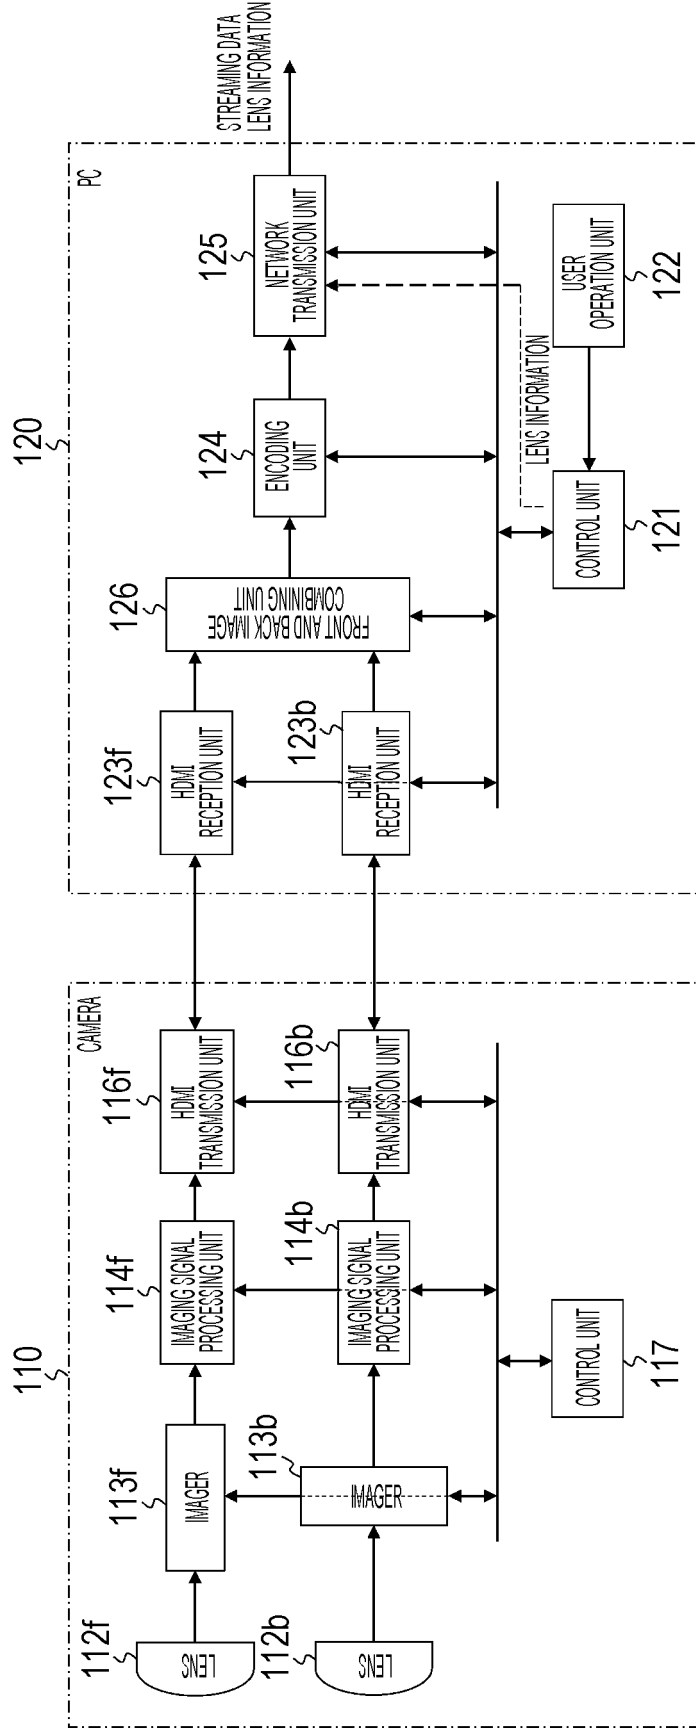 110
CAMERA
112f
LENS
113f
IMAGER
114f
IMAGING SIGNAL
PROCESSING UNIT
116f
HDMI
TRANSMISSION UNIT
112b
LENS
113b
IMAGER
114b
IMAGING SIGNAL
PROCESSING UNIT
116b
HDMI
TRANSMISSION UNIT
CONTROL UNIT
117
120
PC
123f
HDMI
RECEPTION UNIT
123b
HDMI
RECEPTION UNIT
126
FRONT AND BACK IMAGE
COMBINING UNIT
124
ENCODING
UNIT
125
NETWORK
TRANSMISSION UNIT
STREAMING DATA
LENS INFORMATION
LENS INFORMATION
CONTROL UNIT
121
USER
OPERATION UNIT
122